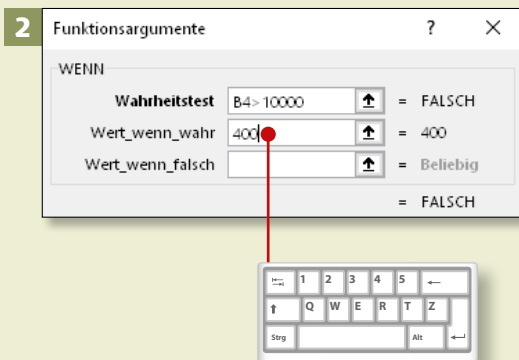 2
Funktionsargumente ? ×
WENN
Wahrheitstest B4>10000 = FALSCH
Wert_wenn_wahr 400 = 400
Wert_wenn_falsch = Beliebig
= FALSCH
1 2 3 4 5
Q W E R T Z
Strg Alt